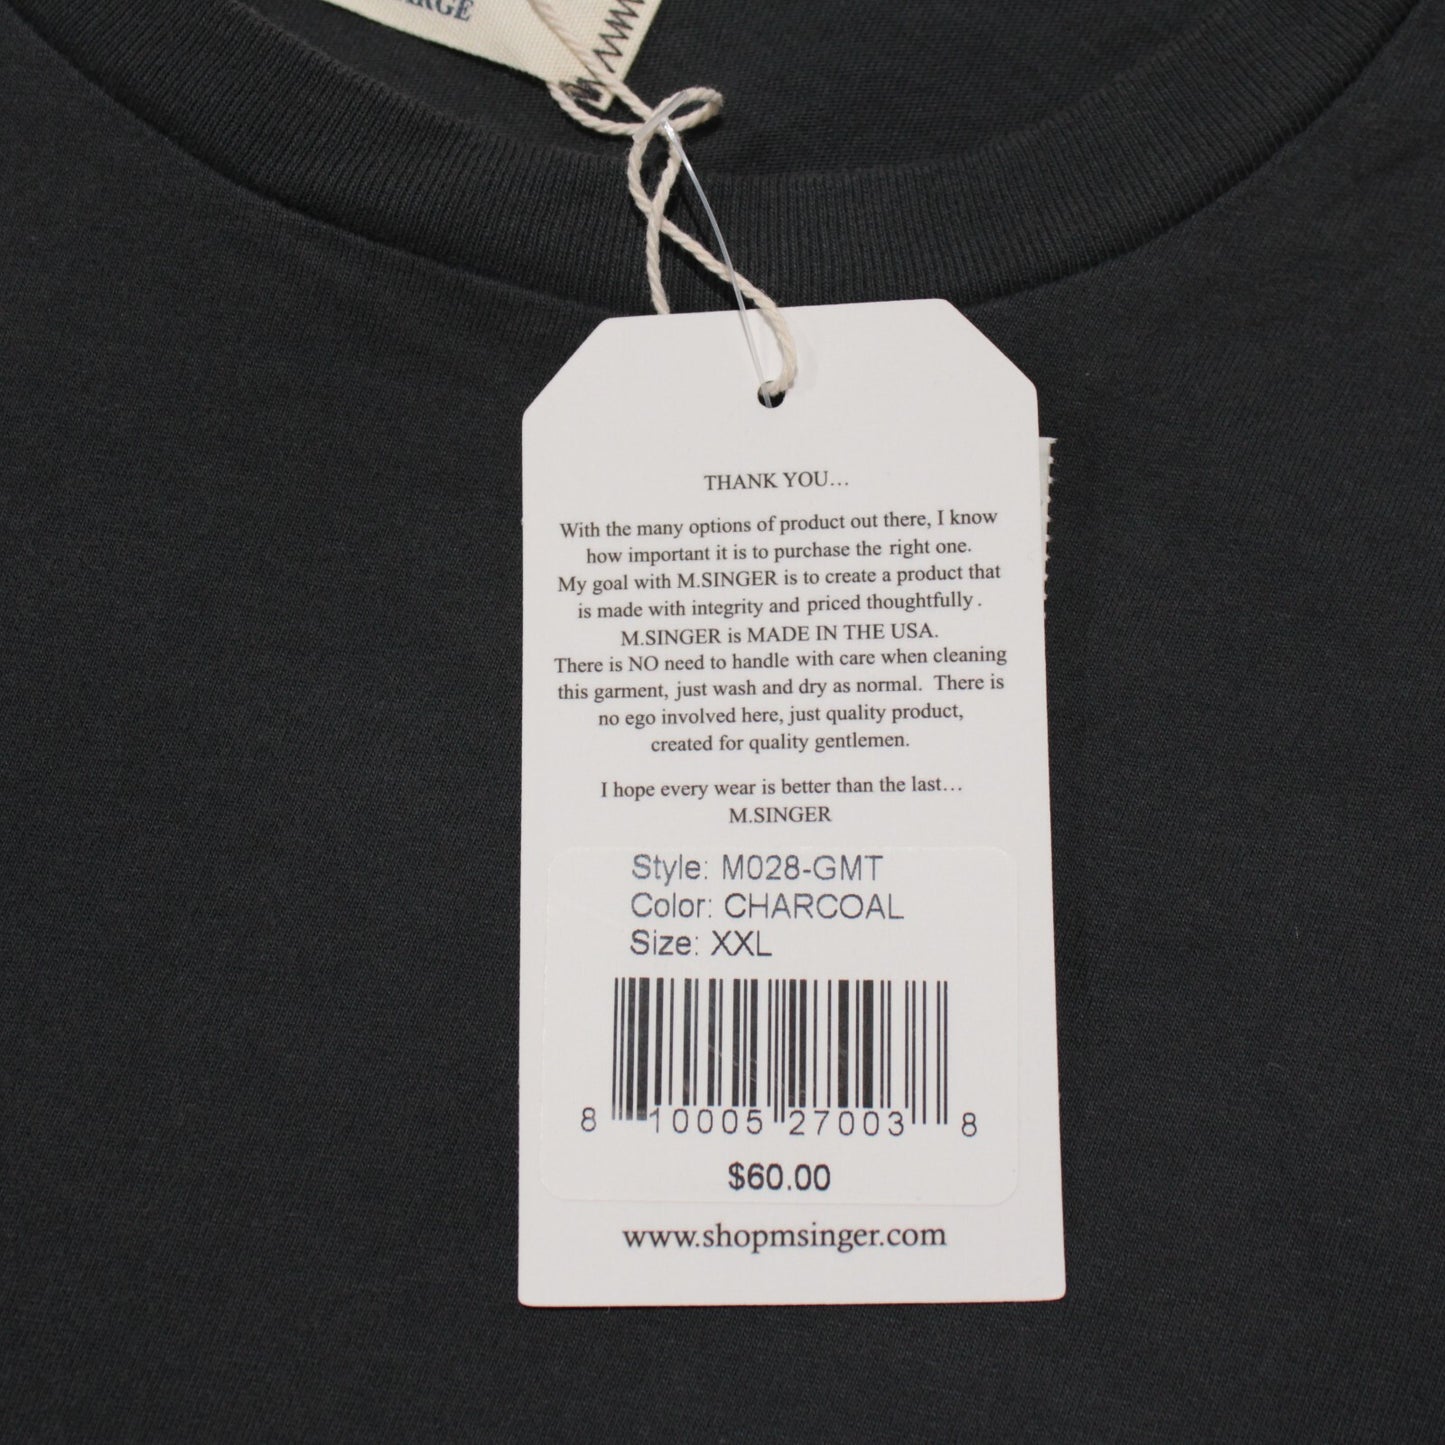 THANK YOU…
With the many options of product out there, I know
how important it is to purchase the right one.
My goal with M.SINGER is to create a product that
is made with integrity and priced thoughtfully .
M.SINGER is MADE IN THE USA.
There is NO need to handle with care when cleaning
this garment, just wash and dry as normal.  There is
no ego involved here, just quality product,
created for quality gentlemen.
I hope every wear is better than the last…
M.SINGER
Style: M028-GMT
Color: CHARCOAL
Size: XXL
8 10005 27003 8
$60.00
www.shopmsinger.com